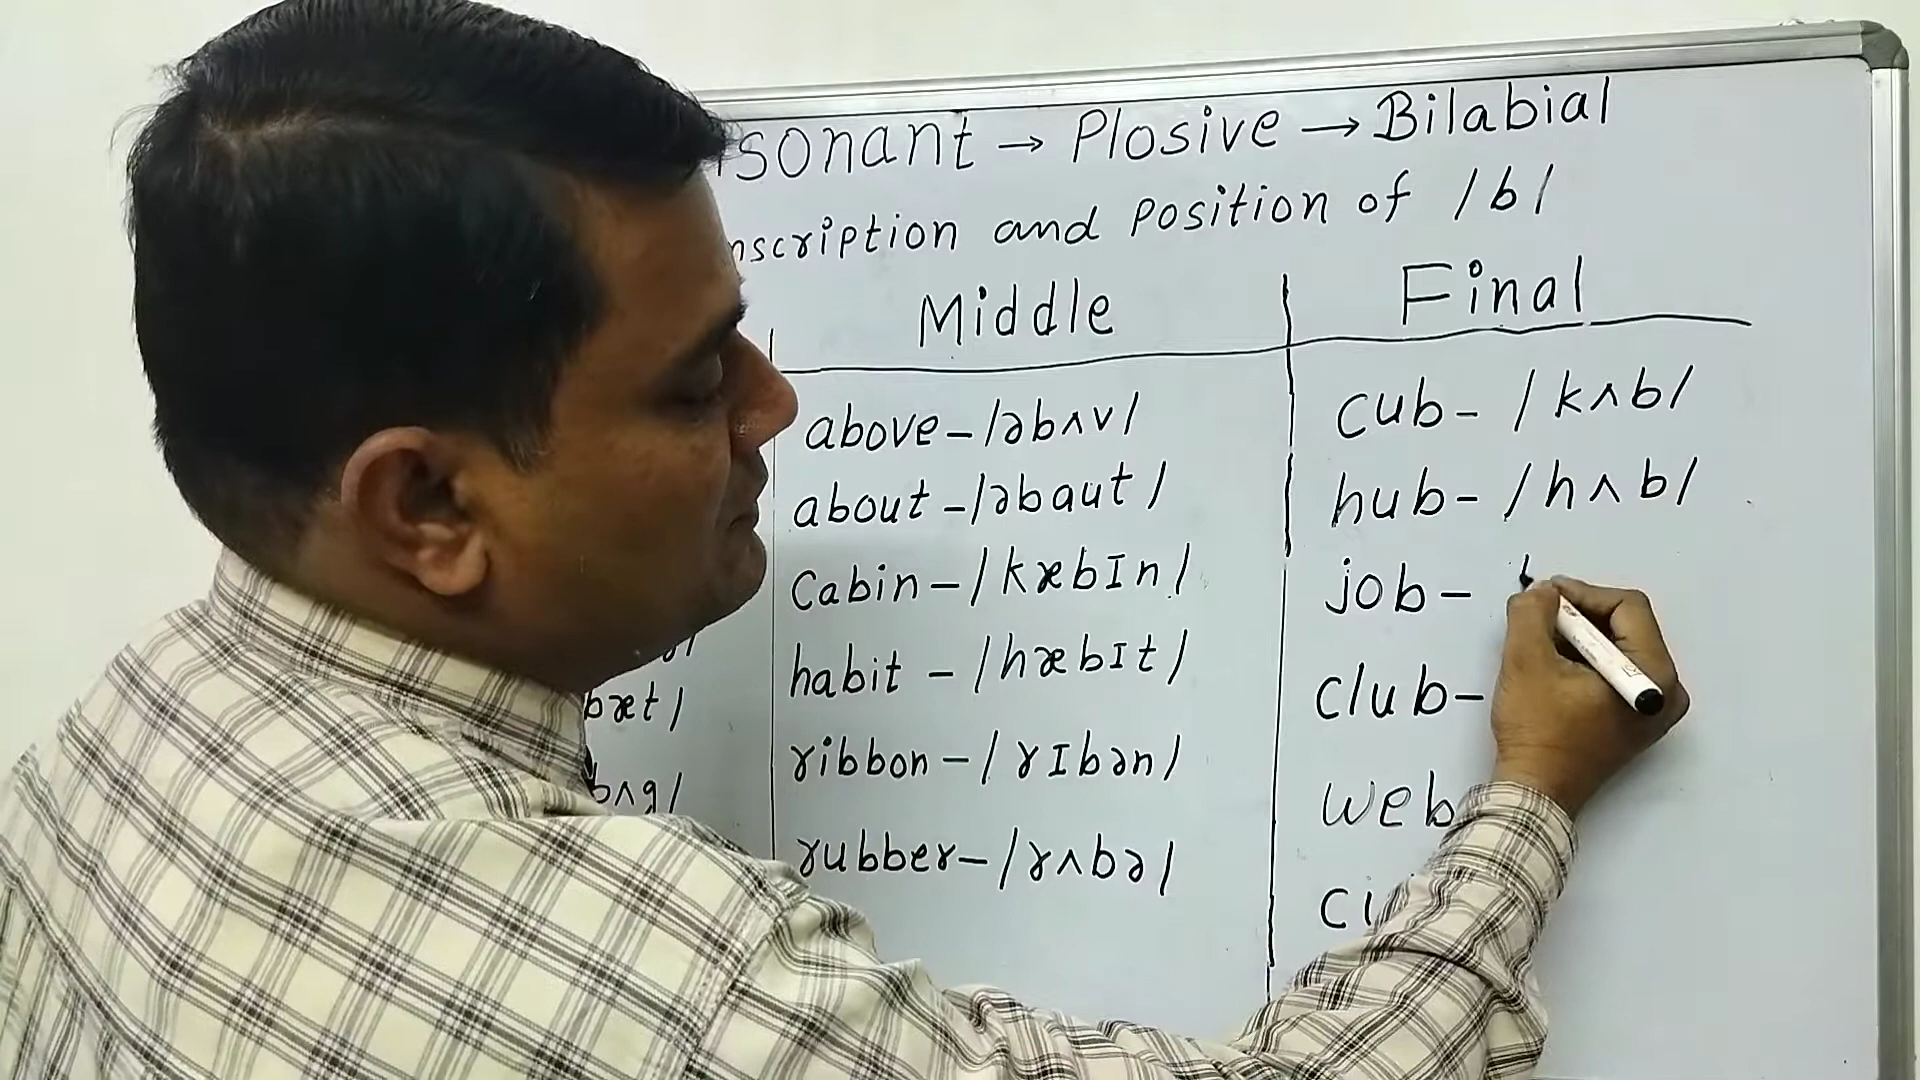 sonant → Plosive → Bilabial
nscription and Position of /b/
Middle
Final
above – /əbʌv/
cub – /kʌb/
about – /əbaut/
hub – /hʌb/
cabin – /kæbɪn/
job – /
habit – /hæbɪt/
club –
bæt/
ribbon – /rɪbən/
web
bʌg/
rubber – /rʌbə/